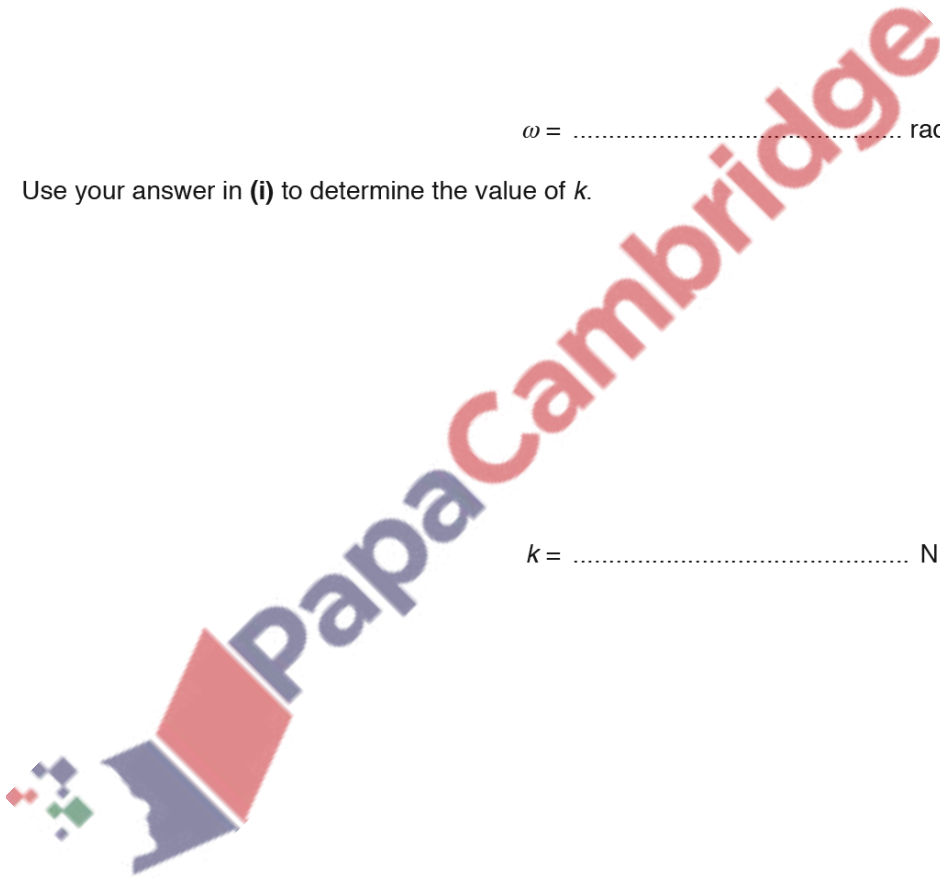 ω = .............................................. rad
Use your answer in (i) to determine the value of k.
k = ............................................... N
PapaCambridge